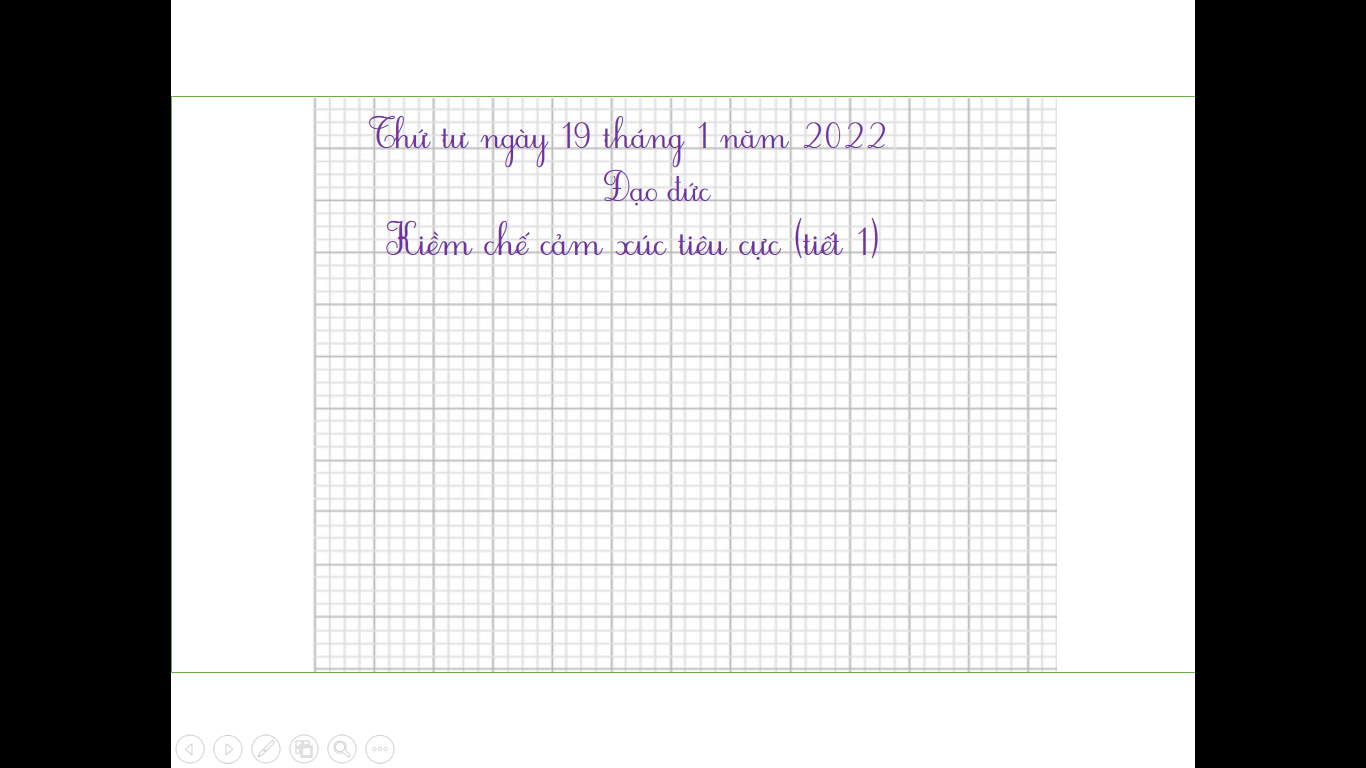 Thứ tư ngày 19 tháng 1 năm 2022
Đạo đức
Kiềm chế cảm xúc tiêu cực (tiết 1)